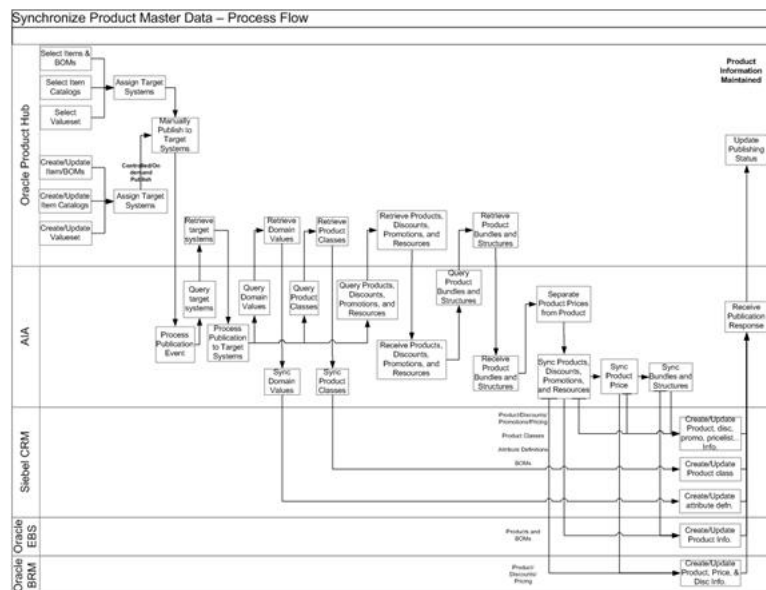 Synchronize Product Master Data – Process Flow
Oracle Product Hub
Select Items &
BOMs
Select Item
Catalogs
Select
Valueset
Assign Target
Systems
Manually
Publish to
Target
Systems
Controlled/On
demand
Publish
Create/Update
Item/BOMs
Create/Update
Item Catalogs
Create/Update
Valueset
Assign Target
Systems
Retrieve
target
systems
Retrieve
Domain
Values
Retrieve
Product
Classes
Retrieve Products,
Discounts,
Promotions, and
Resources
Retrieve
Product
Bundles and
Structures
Product
Information
Maintained
Update
Publishing
Status
AIA
Process
Publication
Event
Query
target
systems
Process
Publication
to Target
Systems
Query
Domain
Values
Query
Product
Classes
Query Products,
Discounts,
Promotions, and
Resources
Query
Product
Bundles and
Structures
Sync
Domain
Values
Sync
Product
Classes
Receive Products,
Discounts,
Promotions, and
Resources
Receive
Product
Bundles and
Structures
Separate
Product Prices
from Product
Sync Products,
Discounts,
Promotions,
and Resources
Sync
Product
Price
Sync
Bundles and
Structures
Receive
Publication
Response
Siebel CRM
Product/Discounts/
Promotions/Pricing
Product Classes
Attribute Definitions
BOMs
Create/Update
Product, disc,
promo, pricelist...
Info.
Create/Update
Product class
Create/Update
attribute defn.
Oracle
EBS
Products and
BOMs
Create/Update
Product Info.
Oracle
BRM
Product/
Discounts/
Pricing
Create/Update
Product, Price, &
Disc Info.